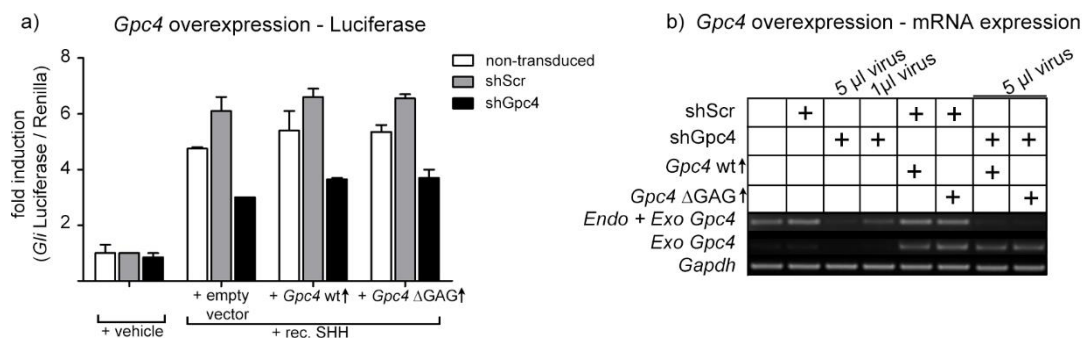 a)
Gpc4 overexpression - Luciferase
fold induction
(Gli Luciferase / Renilla)
8
6
4
2
non-transduced
shScr
shGpc4
+ empty
vector
+ Gpc4 wt↑
+ Gpc4 ΔGAG↑
+ vehicle
+ rec. SHH
b) Gpc4 overexpression - mRNA expression
5 µl virus
1µl virus
5 µl virus
shScr + + +
shGpc4 + + + +
Gpc4 wt↑ + +
Gpc4 ΔGAG↑ + +
Endo + Exo Gpc4
Exo Gpc4
Gapdh